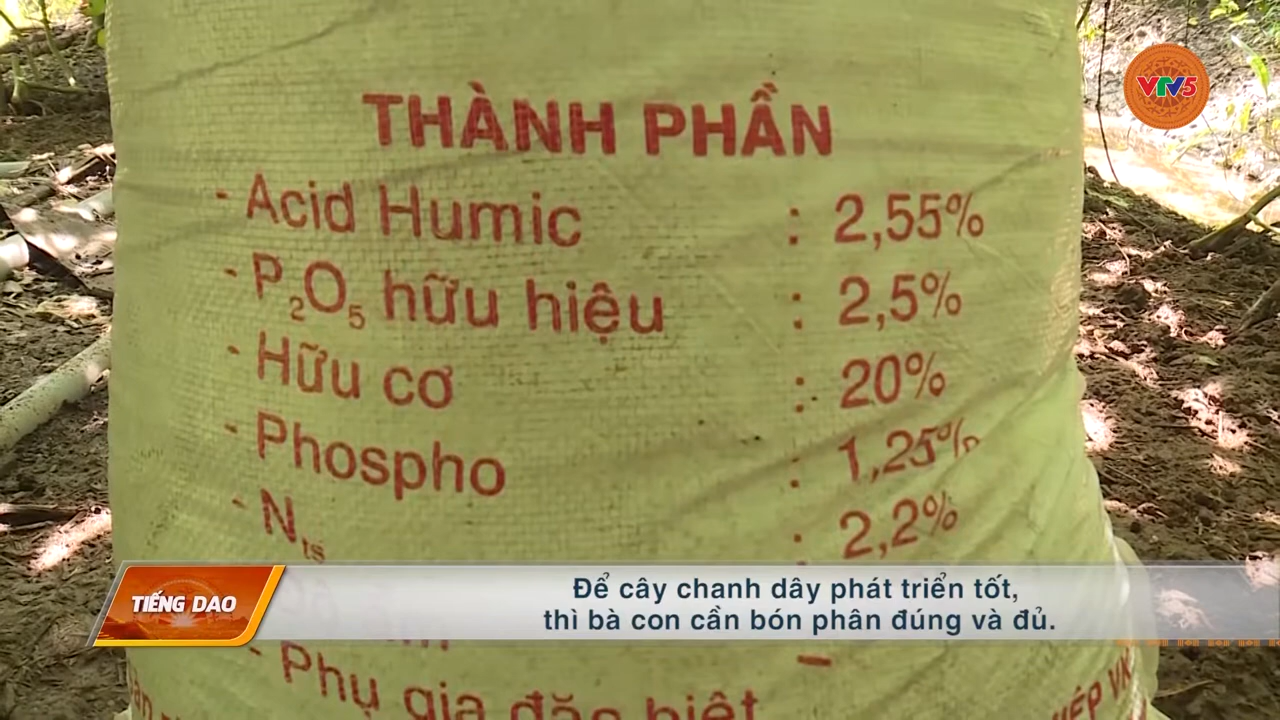 VTV5
THÀNH PHẦN
- Acid Humic : 2,55%
- P₂O₅ hữu hiệu : 2,5%
- Hữu cơ : 20%
- Phospho : 1,25%
- Nts : 2,2%
TIẾNG DAO
Để cây chanh dây phát triển tốt,
thì bà con cần bón phân đúng và đủ.
- Phụ gia đặc biệt